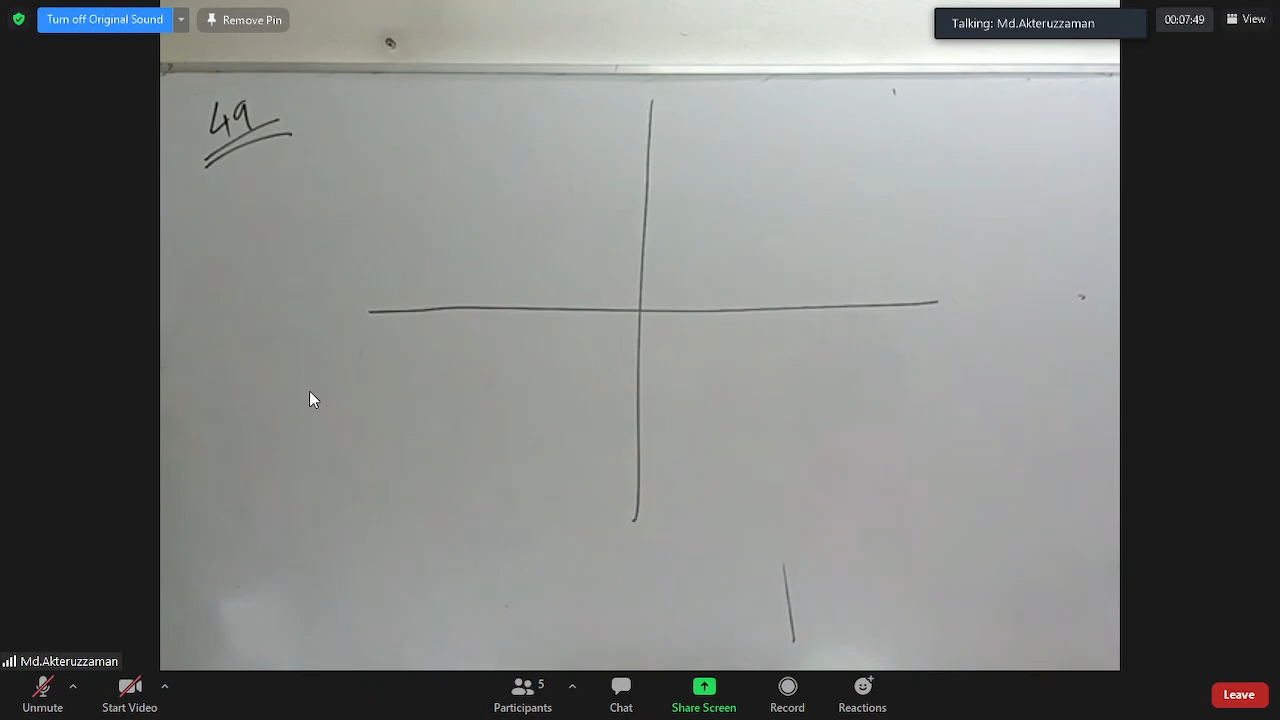 Turn off Original Sound
Remove Pin
Talking: Md.Akteruzzaman
00:07:49
View
49
Md.Akteruzzaman
Unmute
Start Video
5
Participants
Chat
Share Screen
Record
Reactions
Leave